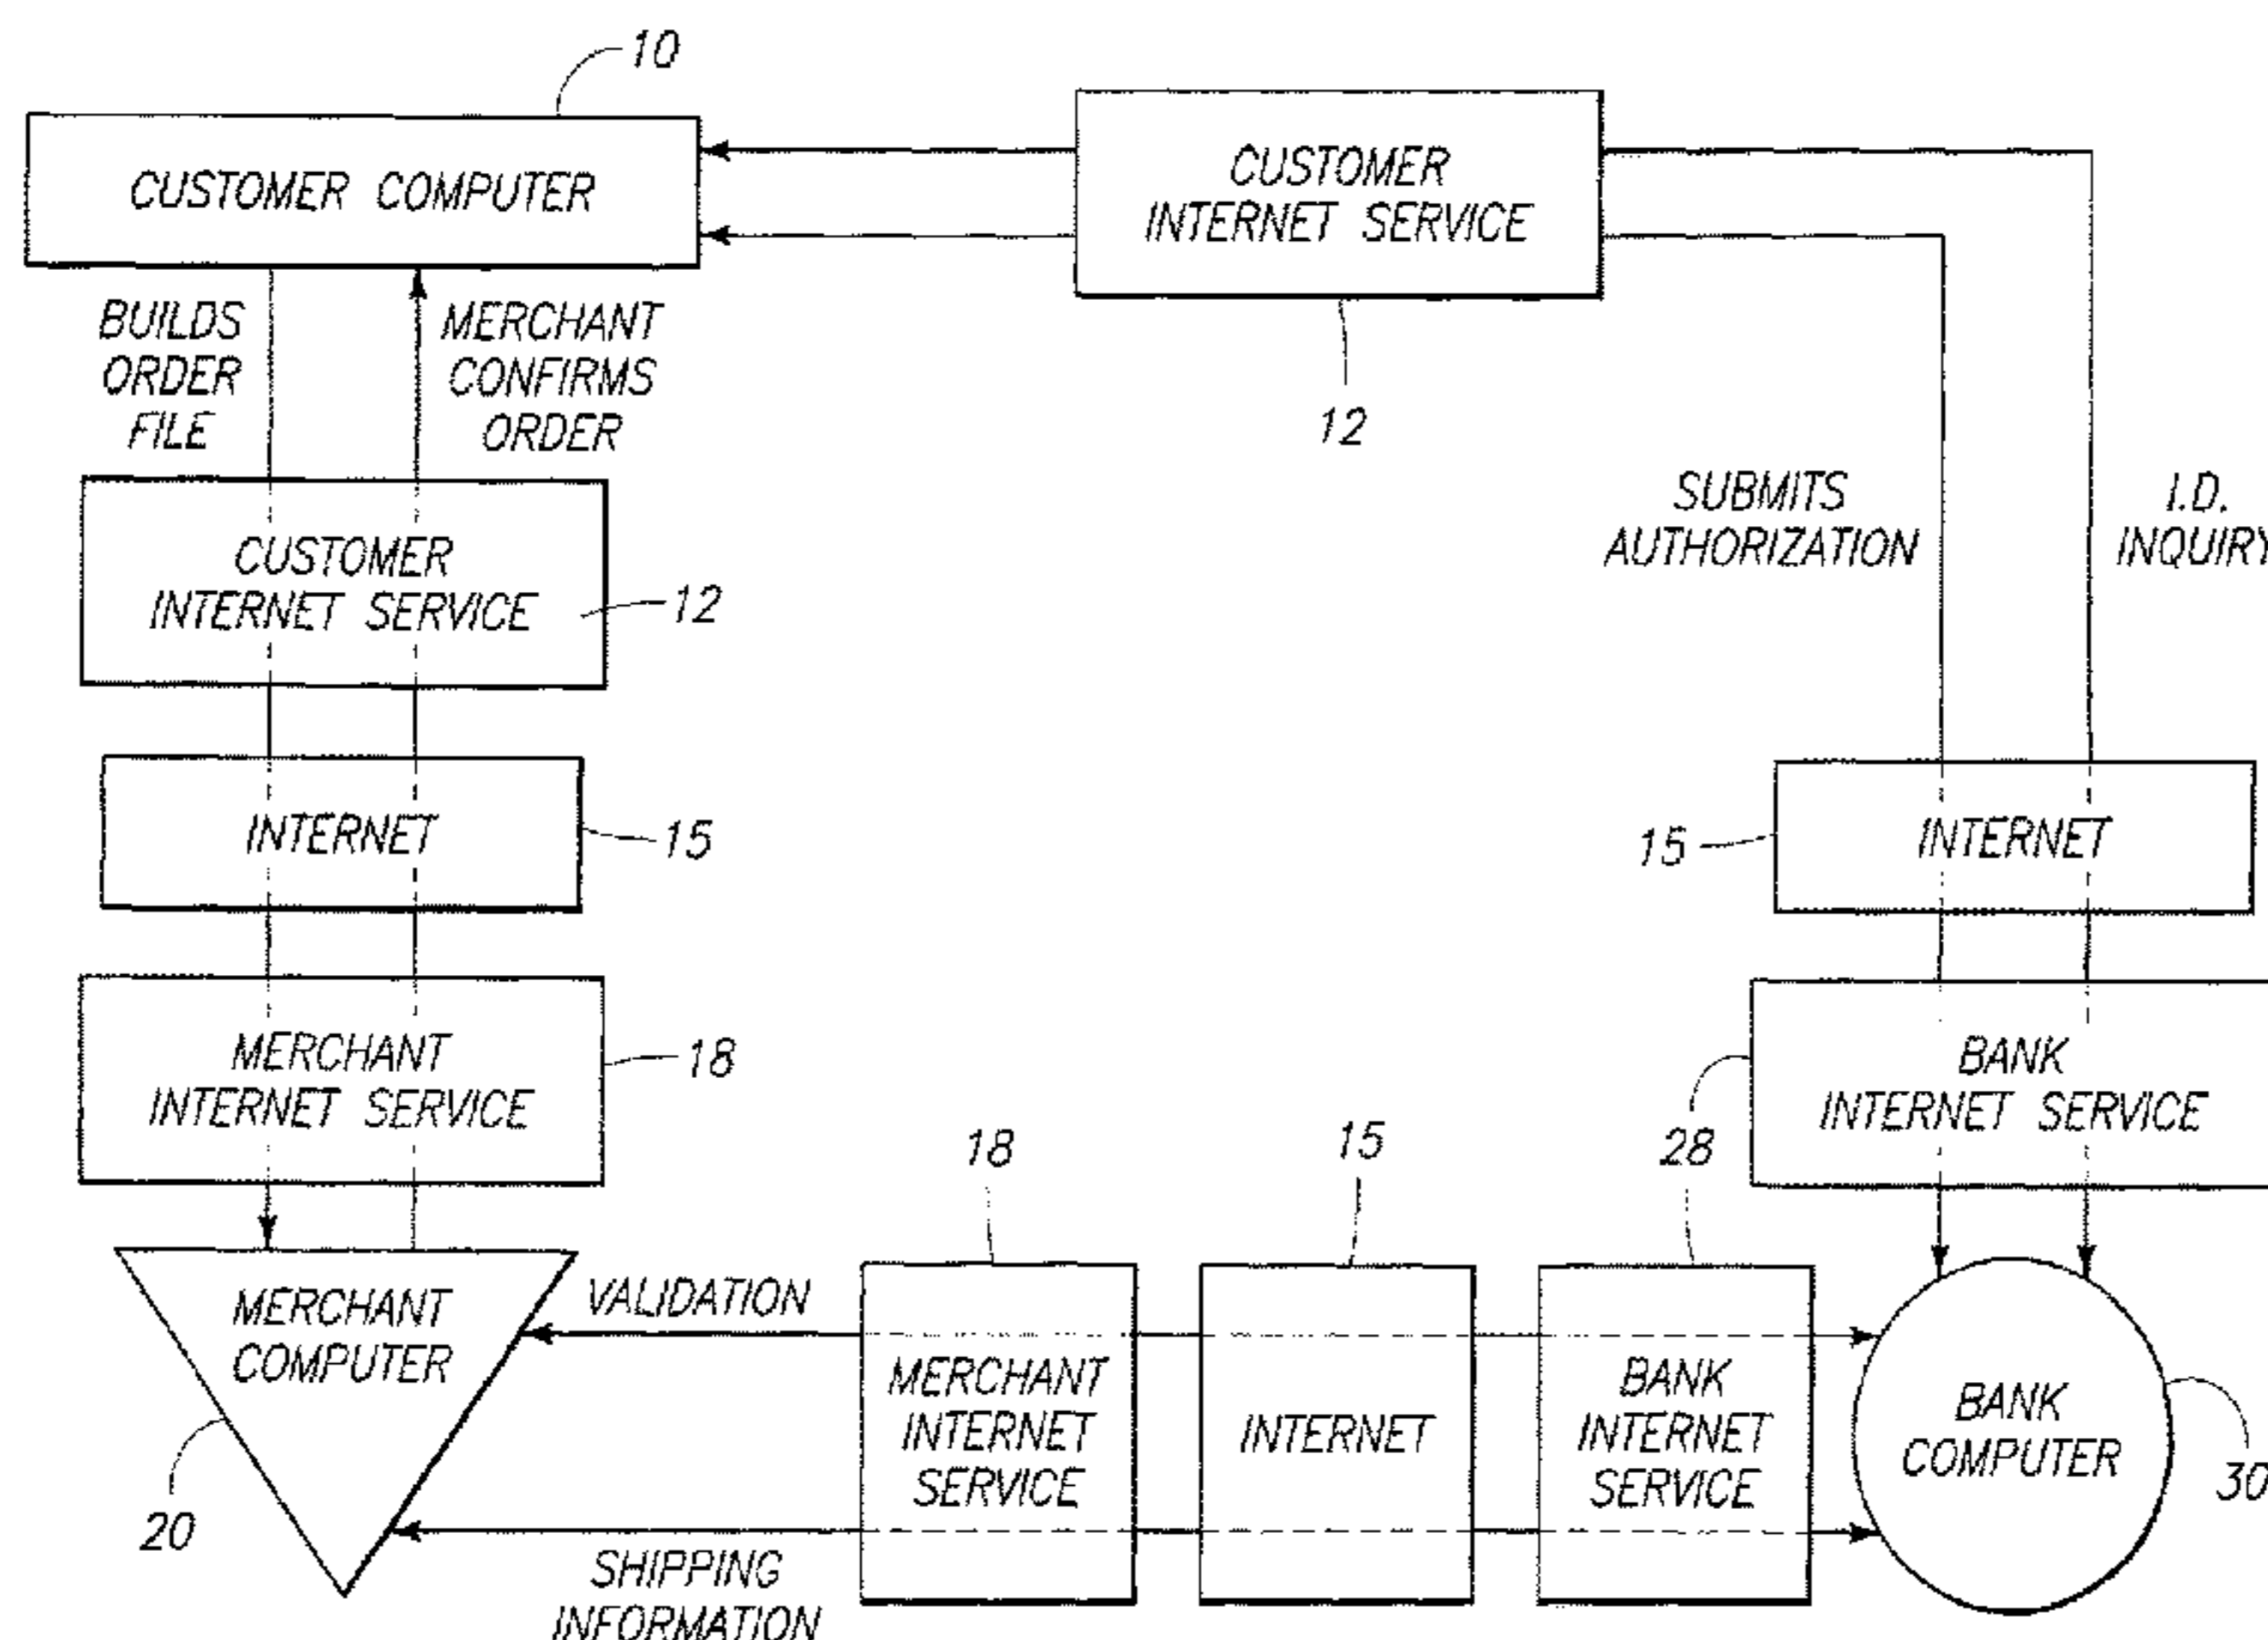 10
CUSTOMER COMPUTER
CUSTOMER
INTERNET SERVICE
12
BUILDS
ORDER
FILE
MERCHANT
CONFIRMS
ORDER
CUSTOMER
INTERNET SERVICE
12
SUBMITS
AUTHORIZATION
I.D.
INQUIRY
INTERNET
15
15
INTERNET
MERCHANT
INTERNET SERVICE
18
BANK
INTERNET SERVICE
28
18
15
MERCHANT
COMPUTER
20
VALIDATION
SHIPPING
INFORMATION
MERCHANT
INTERNET
SERVICE
INTERNET
BANK
INTERNET
SERVICE
BANK
COMPUTER
30